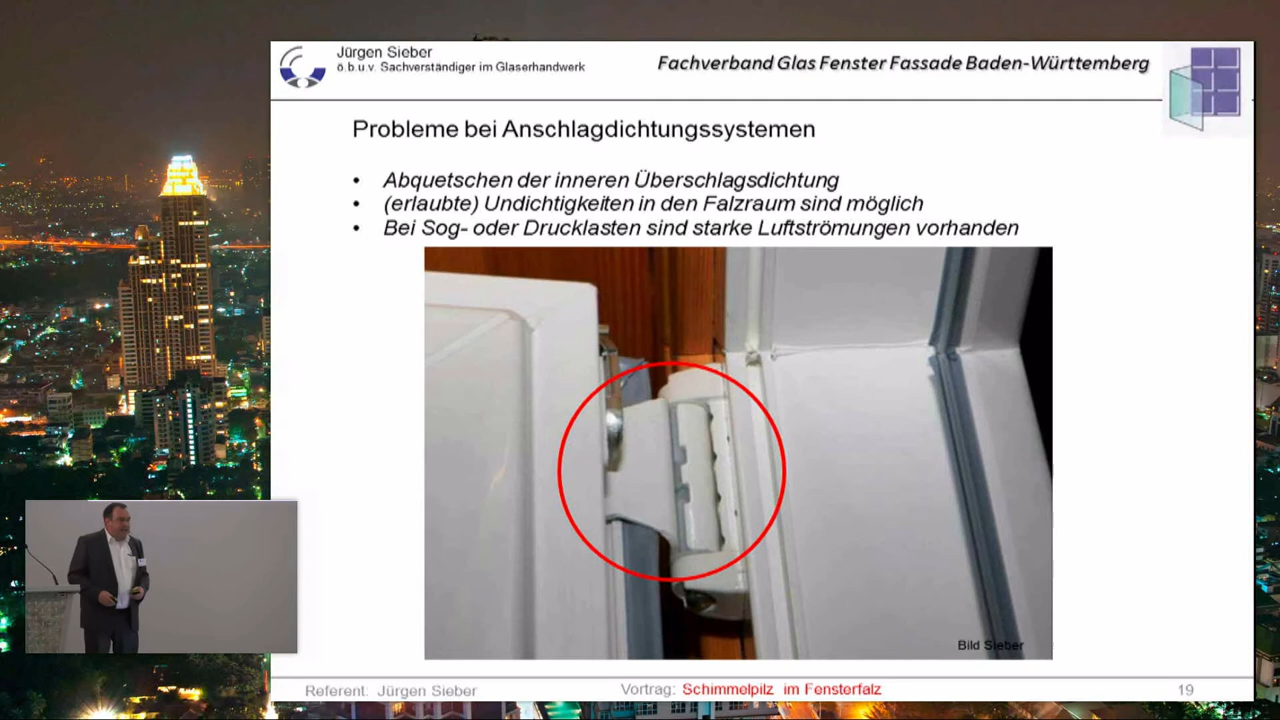 Jürgen Sieber
ö.b.u.v. Sachverständiger im Glaserhandwerk
Fachverband Glas Fenster Fassade Baden-Württemberg
Probleme bei Anschlagdichtungssystemen
• Abquetschen der inneren Überschlagsdichtung
• (erlaubte) Undichtigkeiten in den Falzraum sind möglich
• Bei Sog- oder Drucklasten sind starke Luftströmungen vorhanden
Bild Sieber
Referent: Jürgen Sieber
Vortrag: Schimmelpilz im Fensterfalz
19